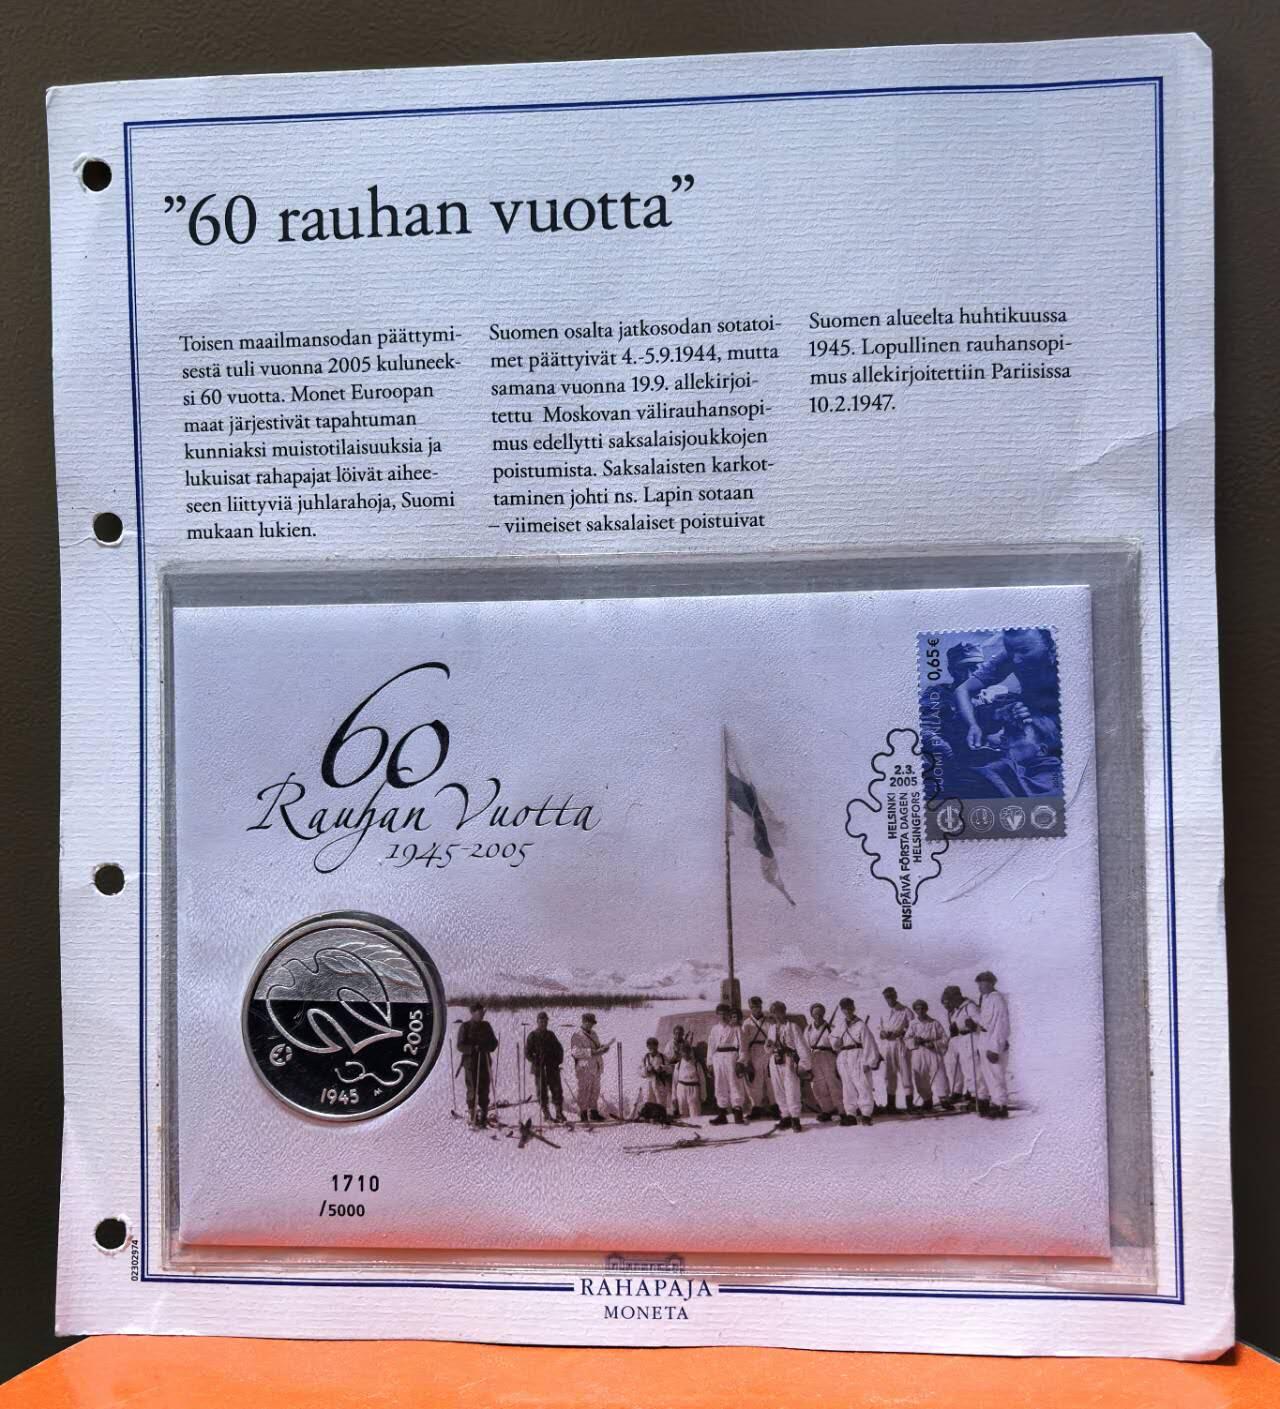 ”60 rauhan vuotta”
Toisen maailmansodan päättymi-
sestä tuli vuonna 2005 kuluneek-
si 60 vuotta. Monet Euroopan
maat järjestivät tapahtuman
kunniaksi muistotilaisuuksia ja
lukuisat rahapajat löivät aihee-
seen liittyviä juhlarahoja, Suomi
mukaan lukien.
Suomen osalta jatkosodan sotatoi-
met päättyivät 4.-5.9.1944, mutta
samana vuonna 19.9. allekirjoi-
tettu Moskovan välirauhansopi-
mus edellytti saksalaisjoukkojen
poistumista. Saksalaisten karkot-
taminen johti ns. Lapin sotaan
– viimeiset saksalaiset poistuivat
Suomen alueelta huhtikuussa
1945. Lopullinen rauhansopi-
mus allekirjoitettiin Pariisissa
10.2.1947.
60
Rauhan Vuotta
1945-2005
0,65 €
SUOMI FINLAND
2.3.
2005
HELSINKI
ENSIPÄIVÄ FÖRSTA DAGEN
HELSINGFORS
2005
1945
M
1710
/5000
02302974
RAHAPAJA
MONETA